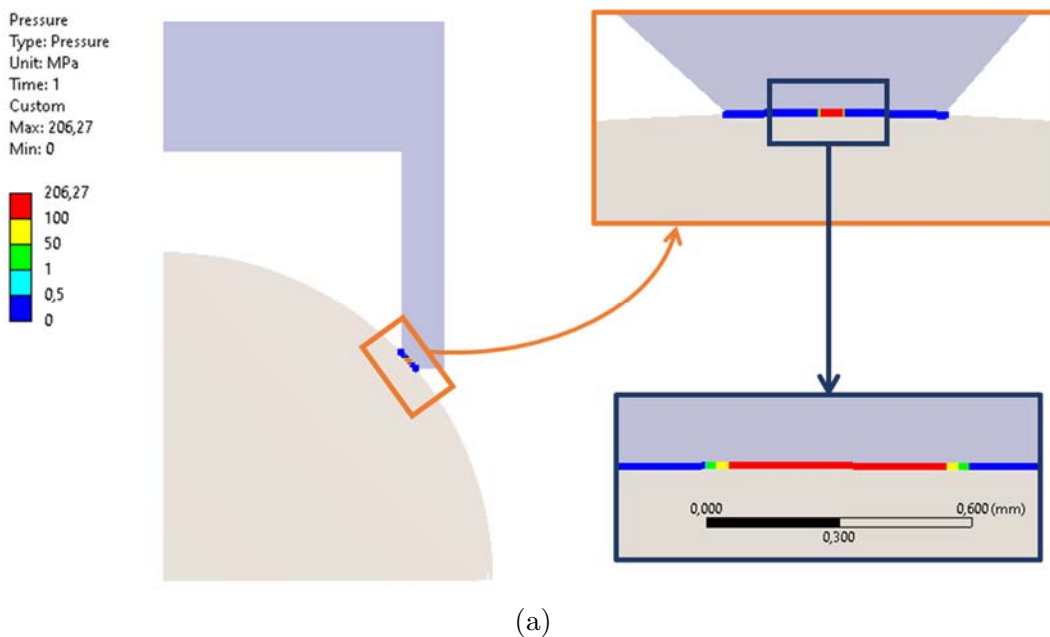 Pressure
Type: Pressure
Unit: MPa
Time: 1
Custom
Max: 206,27
Min: 0
206,27
100
50
1
0,5
0
0,000
0,600 (mm)
0,300
(a)